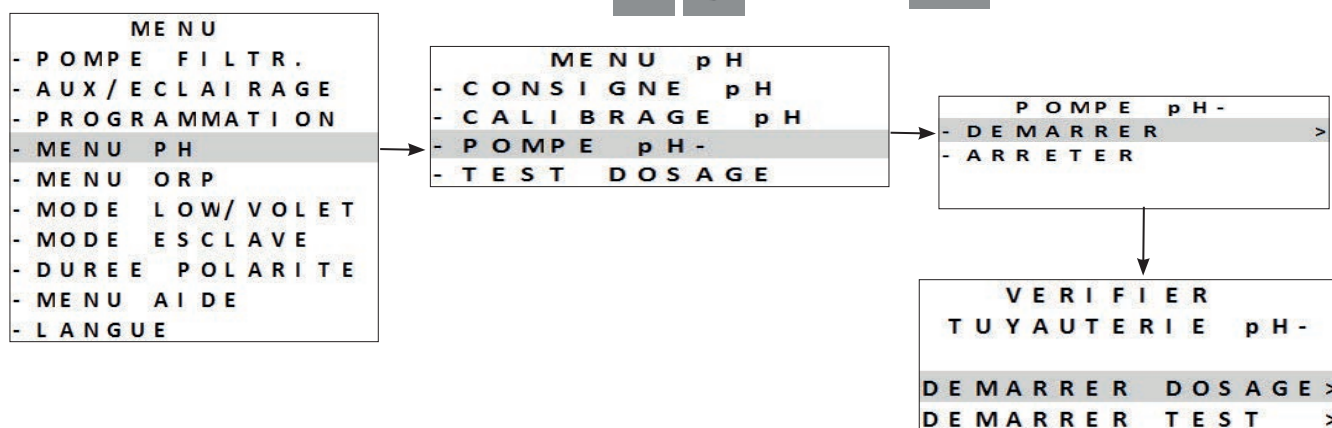 MENU
- POMPE FILTR.
- AUX/ECLAIRAGE
- PROGRAMMATION
- MENU PH
- MENU ORP
- MODE LOW/VOLET
- MODE ESCLAVE
- DUREE POLARITE
- MENU AIDE
- LANGUE
MENU pH
- CONSIGNE pH
- CALIBRAGE pH
- POMPE pH-
- TEST DOSAGE
POMPE pH-
- DEMARRER >
- ARRETER
VERIFIER
TUYAUTERIE pH-
DEMARRER DOSAGE >
DEMARRER TEST >